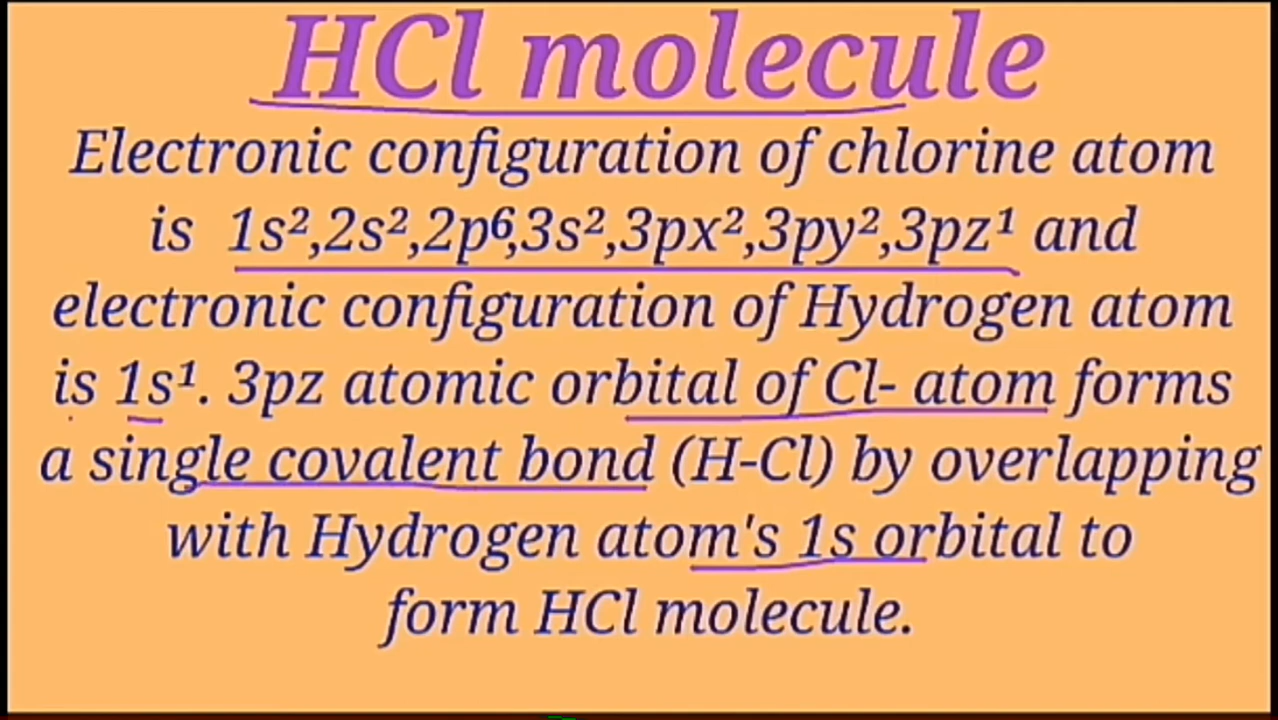 HCl molecule
Electronic configuration of chlorine atom
is 1s²,2s²,2p⁶,3s²,3px²,3py²,3pz¹ and
electronic configuration of Hydrogen atom
is 1s¹. 3pz atomic orbital of Cl- atom forms
a single covalent bond (H-Cl) by overlapping
with Hydrogen atom's 1s orbital to
form HCl molecule.